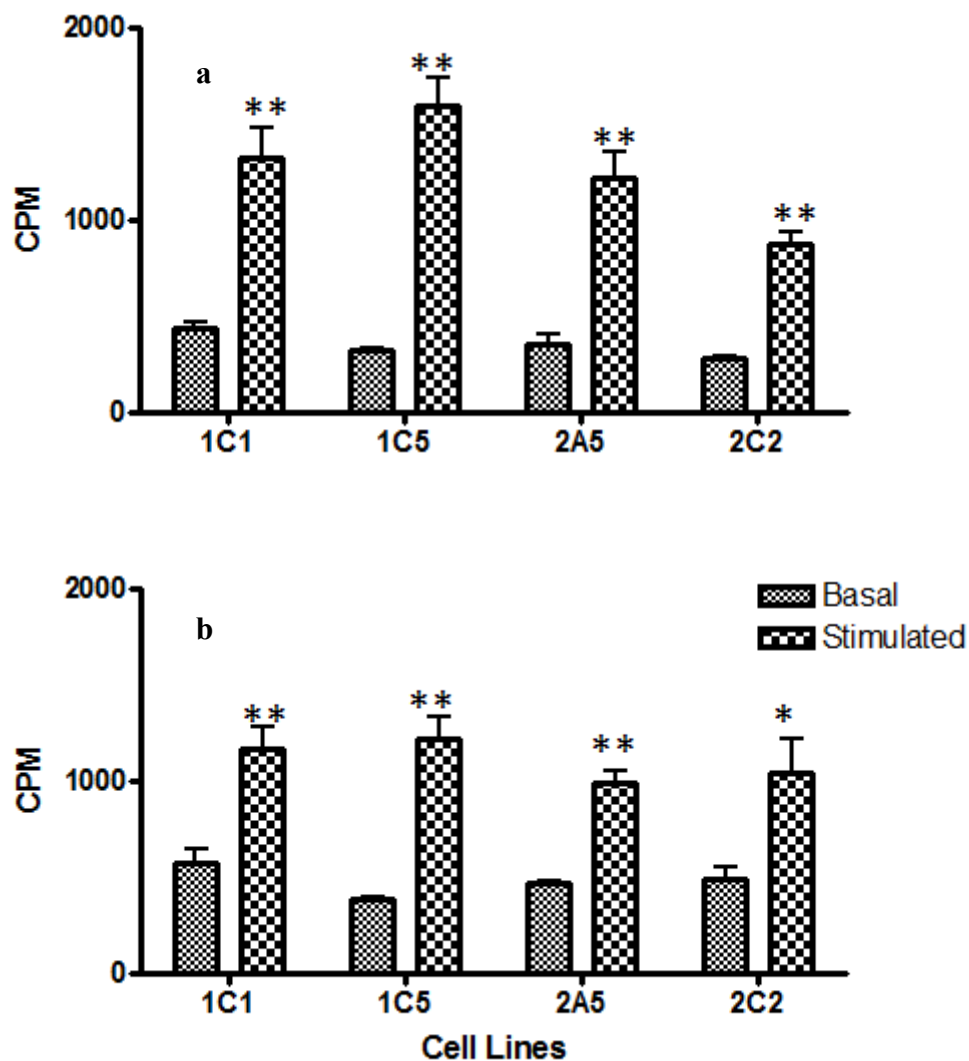 2000
a
**
**
**
**
CPM
1000
0
1C1 1C5 2A5 2C2
2000
Basal
Stimulated
b
**
**
**
*
CPM
1000
0
1C1 1C5 2A5 2C2
Cell Lines